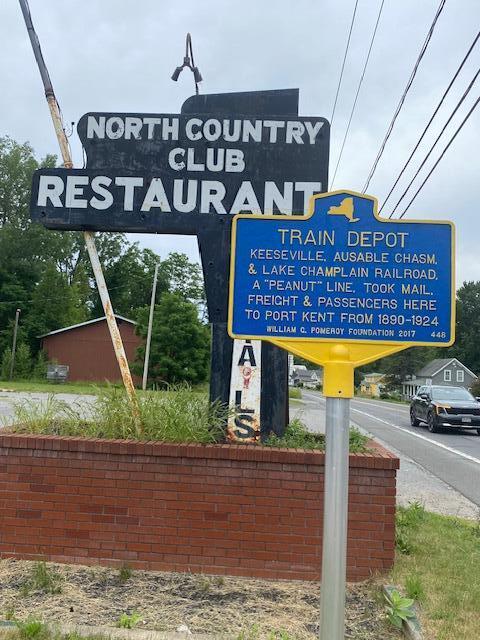 NORTH COUNTRY
CLUB
RESTAURANT
ALS
TRAIN DEPOT
KEESEVILLE, AUSABLE CHASM,
& LAKE CHAMPLAIN RAILROAD,
A "PEANUT" LINE, TOOK MAIL,
FREIGHT & PASSENGERS HERE
TO PORT KENT FROM 1890-1924
WILLIAM G. POMEROY FOUNDATION 2017 448